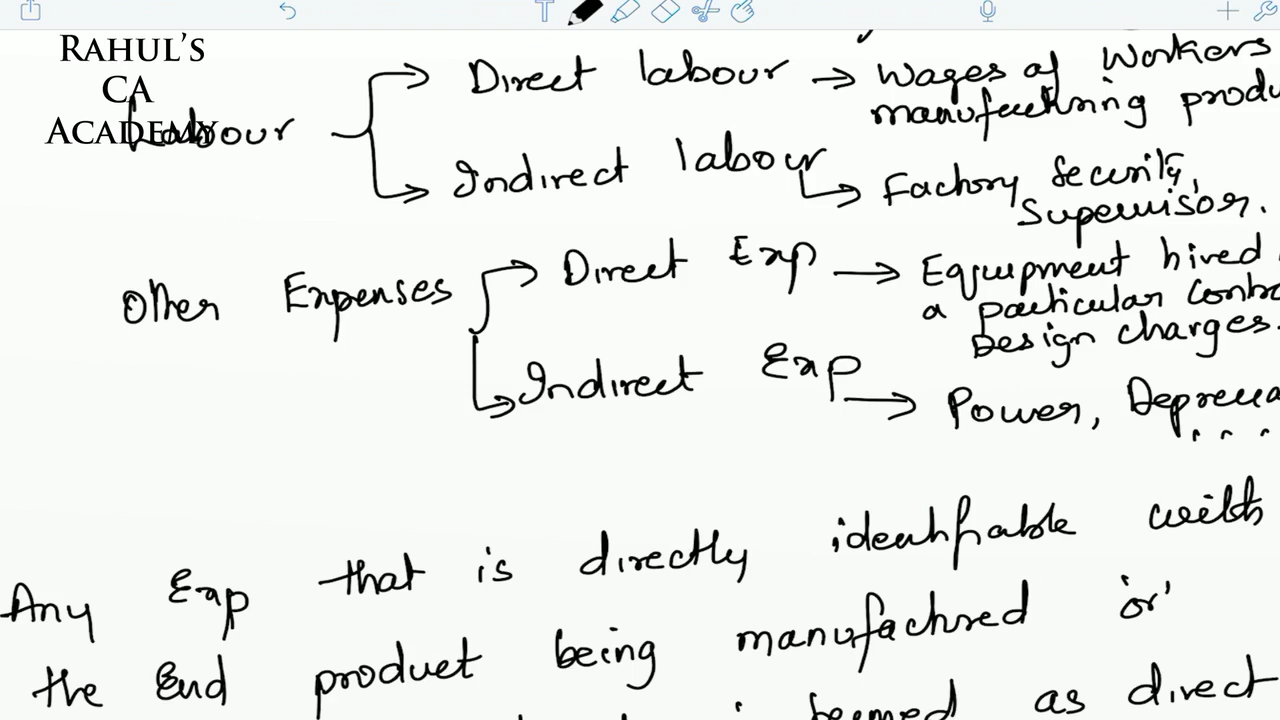 RAHUL'S
CA
ACADEMY
Labour → Direct labour → Wages of Workers
manufacturing produ
→ Indirect labour → Factory Security,
Supervisor.
Other Expenses → Direct Exp → Equipment hired
a particular contra
Design charges.
→ Indirect Exp → Power, Deprecia
Any Exp that is directly identifiable with
the End product being manufactured 'or'
as direct